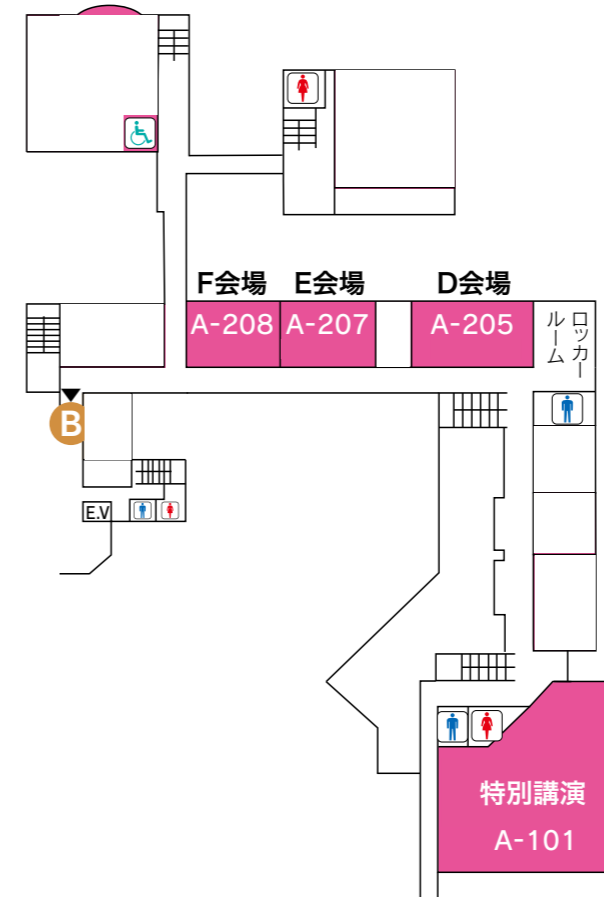 F会場
E会場
D会場
A-208
A-207
A-205
ロッカー
ルーム
B
E.V
特別講演
A-101